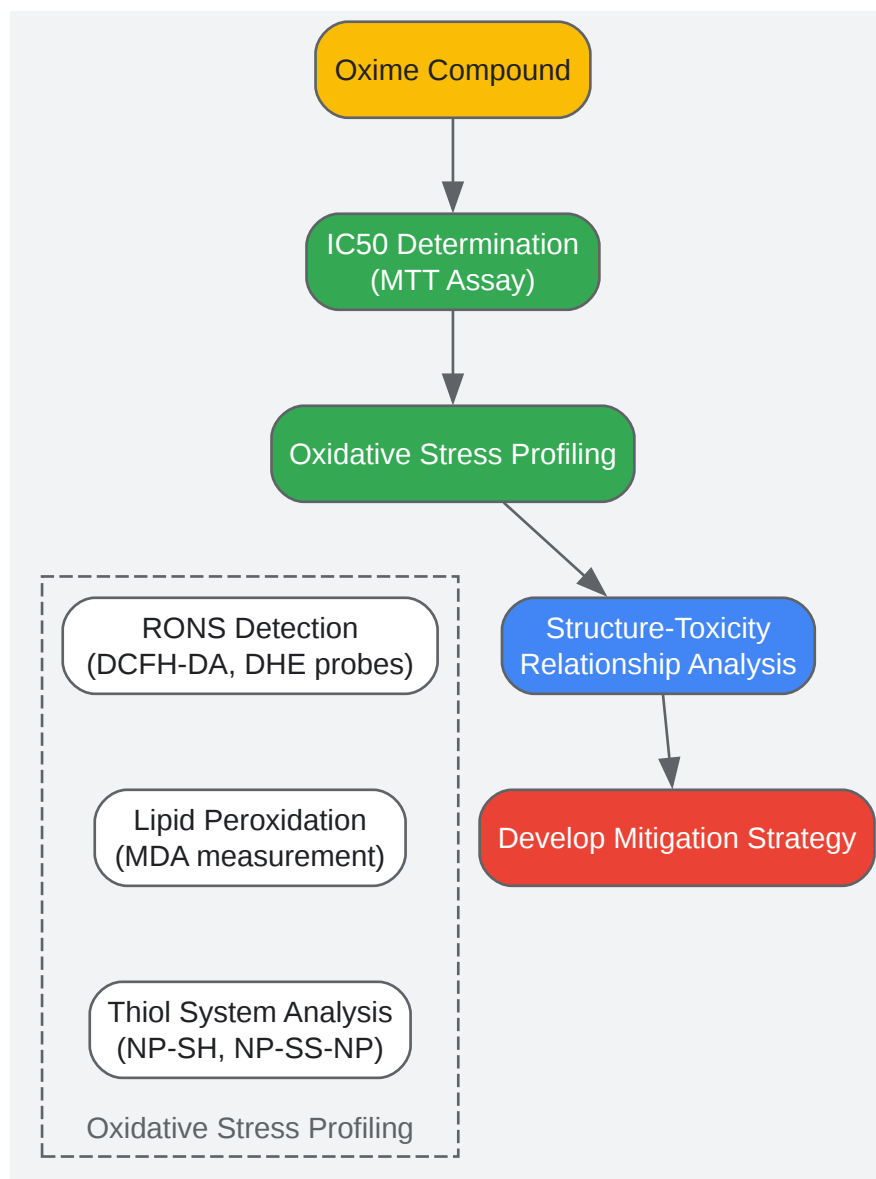 Oxime Compound
IC50 Determination
(MTT Assay)
Oxidative Stress Profiling
RONS Detection
(DCFH-DA, DHE probes)
Structure-Toxicity
Relationship Analysis
Lipid Peroxidation
(MDA measurement)
Develop Mitigation Strategy
Thiol System Analysis
(NP-SH, NP-SS-NP)
Oxidative Stress Profiling